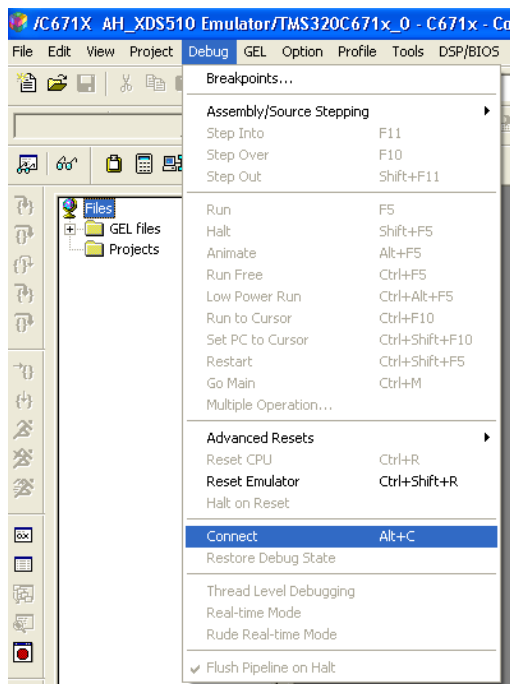 /C671X AH_XDS510 Emulator/TMS320C671x_0 - C671x - Co
File Edit View Project Debug GEL Option Profile Tools DSP/BIOS
Breakpoints...
Assembly/Source Stepping
Step Into F11
Step Over F10
Step Out Shift+F11
Files
GEL files
Projects
Run F5
Halt Shift+F5
Animate Alt+F5
Run Free Ctrl+F5
Low Power Run Ctrl+Alt+F5
Run to Cursor Ctrl+F10
Set PC to Cursor Ctrl+Shift+F10
Restart Ctrl+Shift+F5
Go Main Ctrl+M
Multiple Operation...
Advanced Resets
Reset CPU Ctrl+R
Reset Emulator Ctrl+Shift+R
Halt on Reset
Connect Alt+C
Restore Debug State
Thread Level Debugging
Real-time Mode
Rude Real-time Mode
Flush Pipeline on Halt